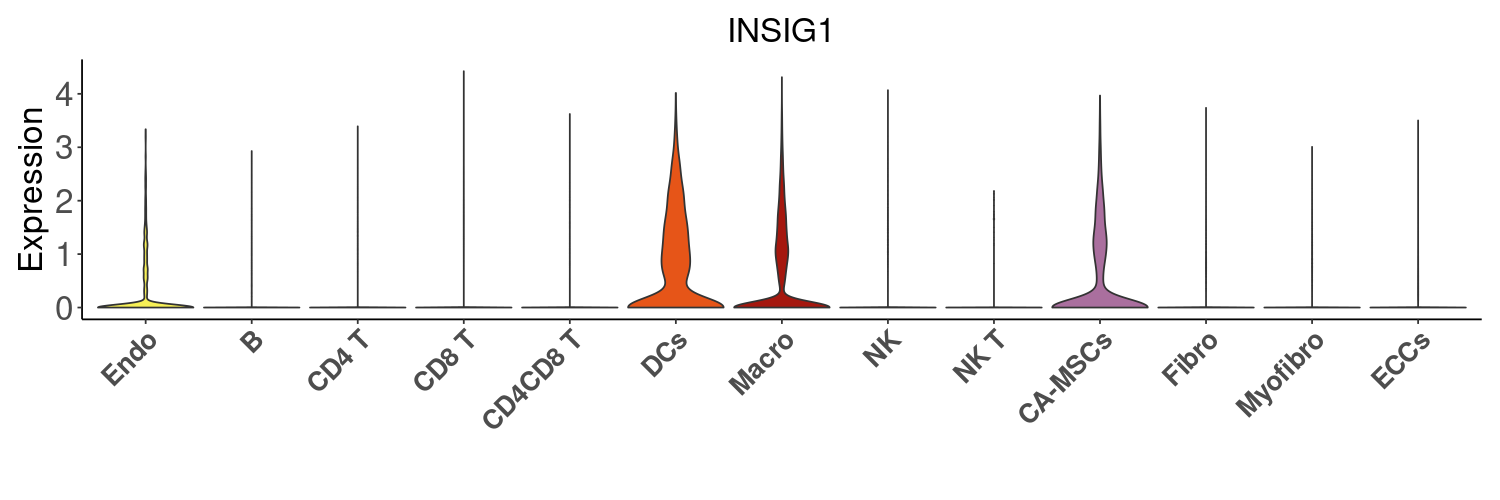 INSIG1
Expression
4
3
2
1
0
Endo
B
CD4 T
CD8 T
CD4CD8 T
DCs
Macro
NK
NK T
CA-MSCs
Fibro
Myofibro
ECCs